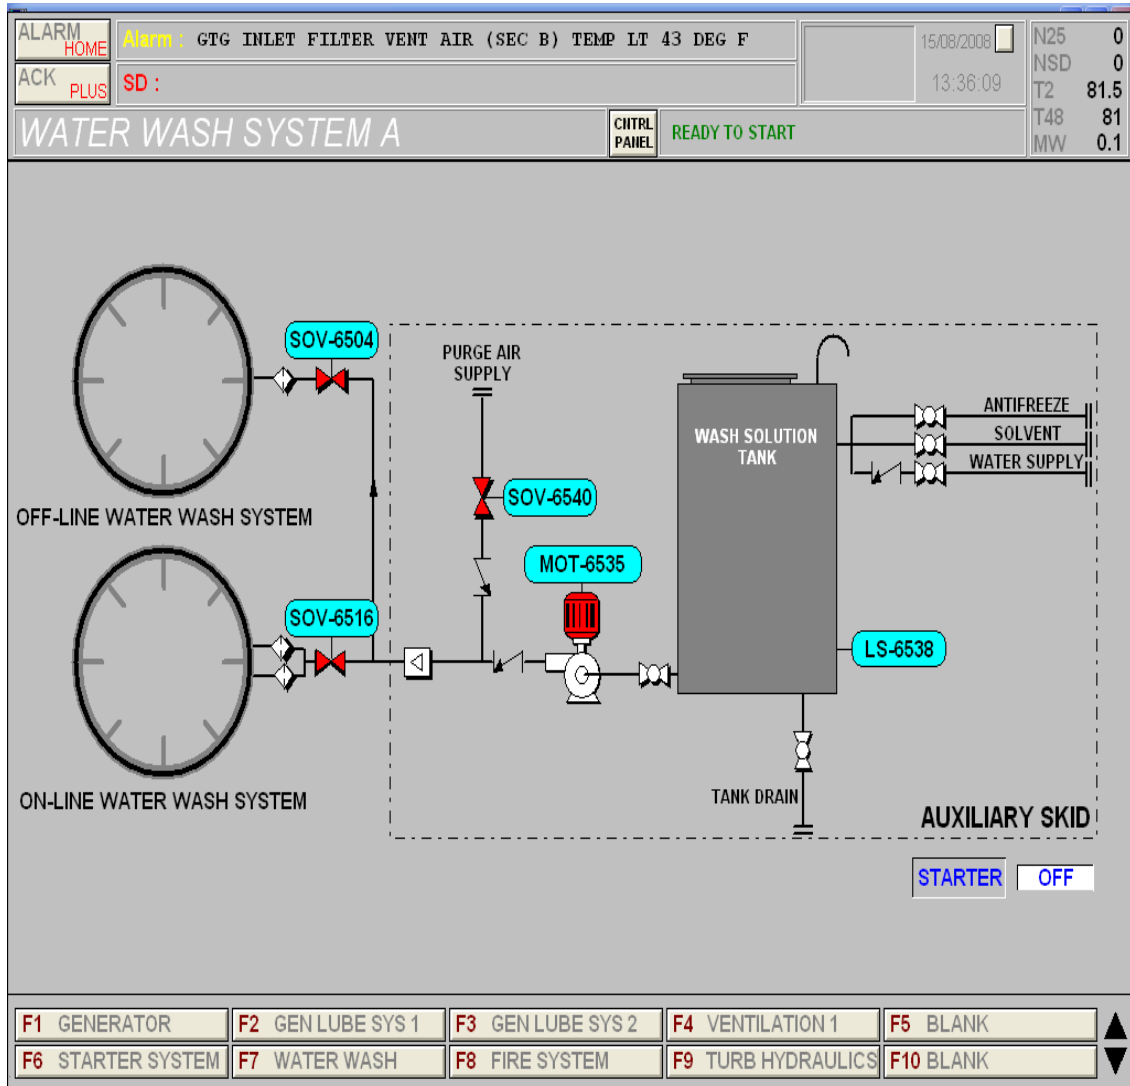 ALARM HOME
Alarm : GTG INLET FILTER VENT AIR (SEC B) TEMP LT 43 DEG F
15/08/2008
N25 0
ACK PLUS
SD :
13:36:09
NSD 0
T2 81.5
WATER WASH SYSTEM A
CNTRL PANEL
READY TO START
T48 81
MW 0.1
SOV-6504
PURGE AIR
SUPPLY
ANTIFREEZE
WASH SOLUTION
TANK
SOLVENT
WATER SUPPLY
SOV-6540
OFF-LINE WATER WASH SYSTEM
MOT-6535
SOV-6516
LS-6538
ON-LINE WATER WASH SYSTEM
TANK DRAIN
AUXILIARY SKID
STARTER OFF
F1 GENERATOR
F2 GEN LUBE SYS 1
F3 GEN LUBE SYS 2
F4 VENTILATION 1
F5 BLANK
F6 STARTER SYSTEM
F7 WATER WASH
F8 FIRE SYSTEM
F9 TURB HYDRAULICS
F10 BLANK